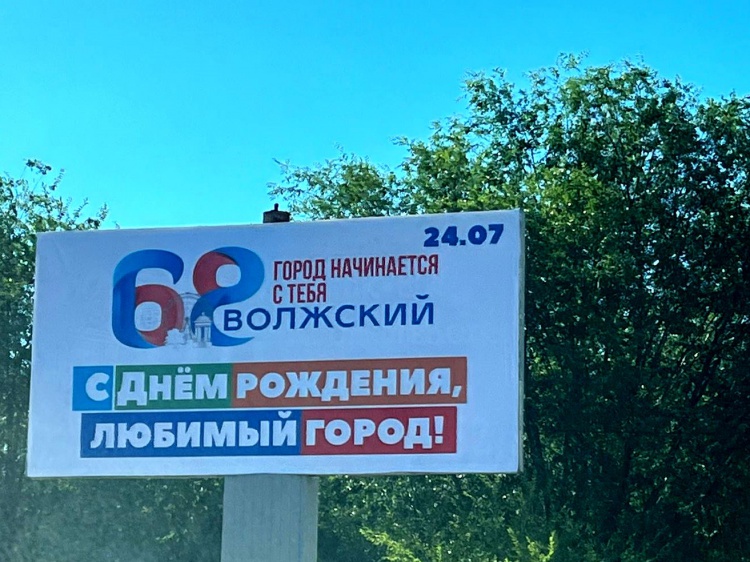 24.07
68
ГОРОД НАЧИНАЕТСЯ
С ТЕБЯ
ВОЛЖСКИЙ
С ДНЁМ РОЖДЕНИЯ,
ЛЮБИМЫЙ ГОРОД!